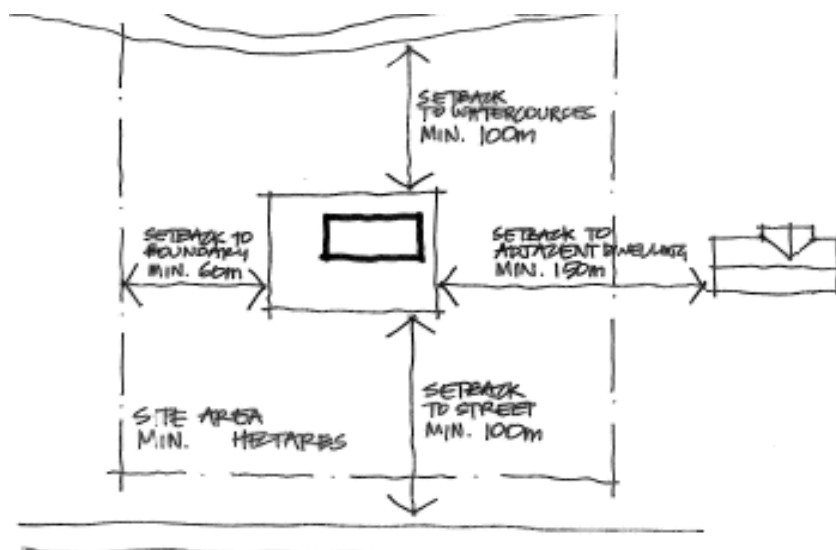 SETBACK
TO WATERCOURCES
MIN. 100m
SETBACK TO
BOUNDARY
MIN. 60m
SETBACK TO
ADJACENT DWELLING
MIN. 150m
SETBACK
TO STREET
MIN. 100m
SITE AREA
MIN. HECTARES